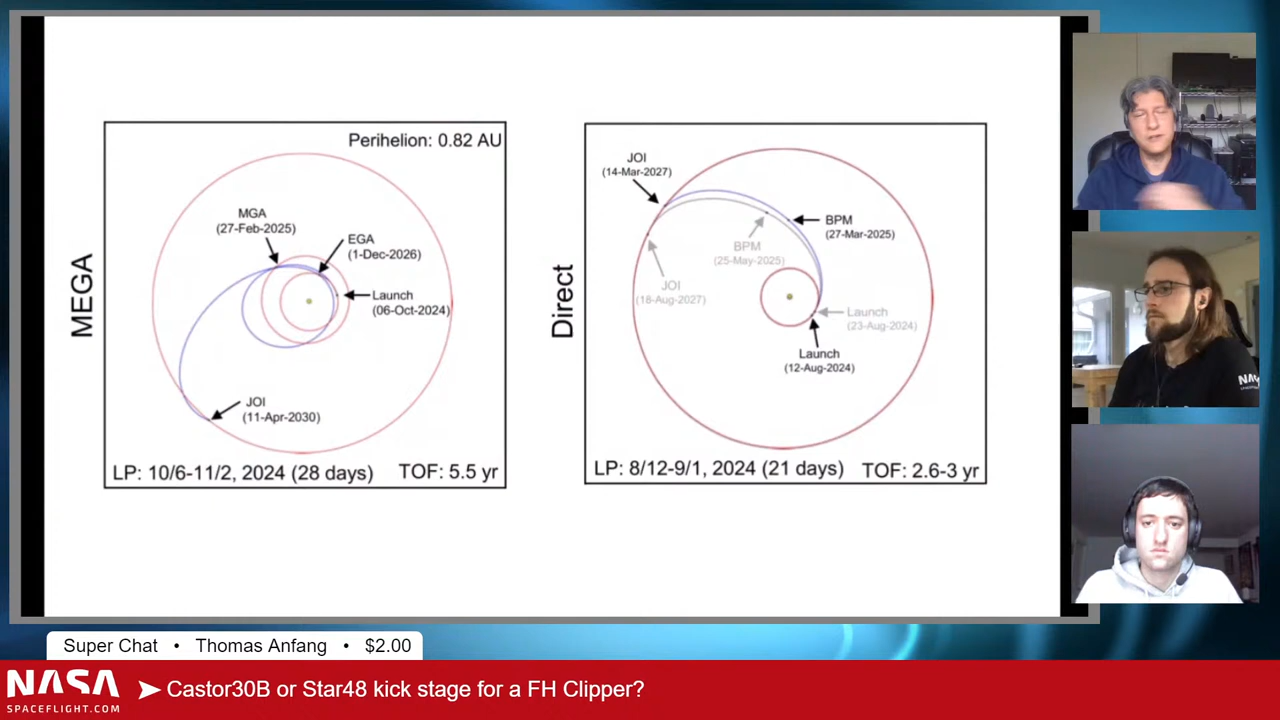 MEGA
Perihelion: 0.82 AU
MGA
(27-Feb-2025)
EGA
(1-Dec-2026)
Launch
(06-Oct-2024)
JOI
(11-Apr-2030)
LP: 10/6-11/2, 2024 (28 days)
TOF: 5.5 yr
Direct
JOI
(14-Mar-2027)
BPM
(27-Mar-2025)
BPM
(25-May-2025)
JOI
(18-Aug-2027)
Launch
(23-Aug-2024)
Launch
(12-Aug-2024)
LP: 8/12-9/1, 2024 (21 days)
TOF: 2.6-3 yr
Super Chat • Thomas Anfang • $2.00
NASA
SPACEFLIGHT.COM
➤ Castor30B or Star48 kick stage for a FH Clipper?